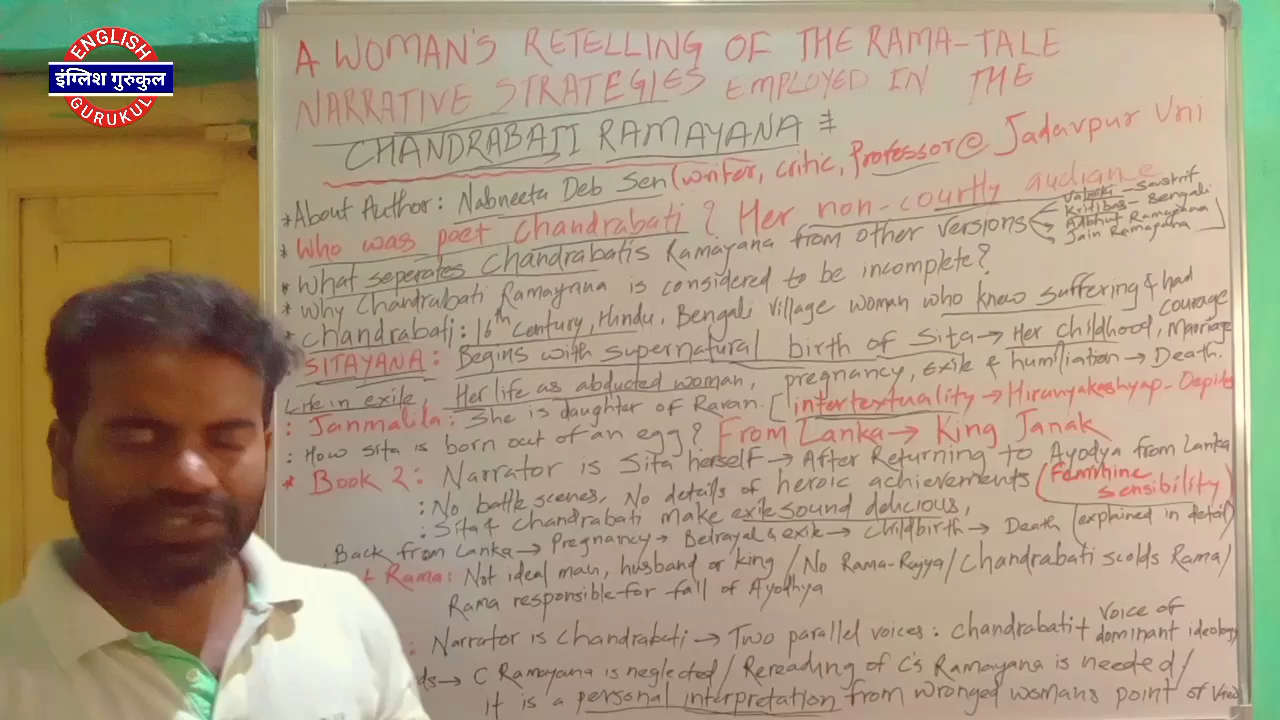 ENGLISH
इंग्लिश गुरुकुल
GURUKUL
A WOMAN'S RETELLING OF THE RAMA-TALE
NARRATIVE STRATEGIES EMPLOYED IN THE
CHANDRABATI RAMAYANA
*About Author: Nabneeta Deb Sen (writer, critic, Professor @ Jadavpur Uni
* Who was poet Chandrabati? Her non-courtly audiance
* What seperates Chandrabatis Ramayana from other versions
Valmiki - Sanskrit
Kritibas - Bengali
Adbhut Ramayana
Jain Ramayana
* Why Chandrabati Ramayana is considered to be incomplete?
* Chandrabati: 16th Century, Hindu, Bengali Village woman who knew suffering & had courage
SITAYANA: Begins with supernatural birth of Sita → Her childhood, Marriage
Life in exile, Her life as abducted woman, pregnancy, exile & humiliation → Death.
: Janmalila: She is daughter of Ravan. [intertextuality → Hirunyakashyap-
: How Sita is born out of an egg? From Lanka → King Janak
* Book 2: Narrator is Sita herself → After Returning to Ayodya from Lanka
: No battle scenes, No details of heroic achievements (Feminine sensibility)
: Sita & Chandrabati make exile sound delicious,
Back from Lanka → Pregnancy → Betrayal & exile → Childbirth → Death (explained in detail)
Rama: Not ideal man, husband or king / No Rama-Rajya / Chandrabati scolds Rama /
Rama responsible for fall of Ayodhya
: Narrator is Chandrabati → Two parallel voices: Chandrabati + Voice of dominant ideology
→ C Ramayana is neglected / Rereading of C's Ramayana is needed /
it is a personal interpretation from wronged womans point of View